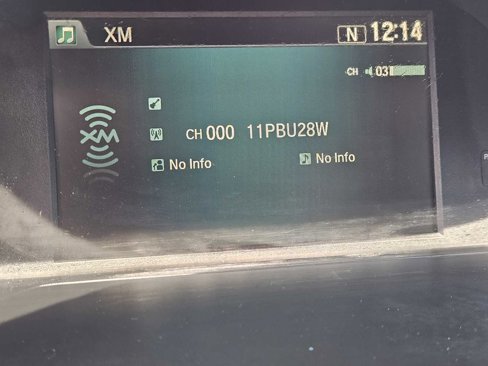 XM N 12:14
CH 031
XM
CH 000 11PBU28W
No Info No Info